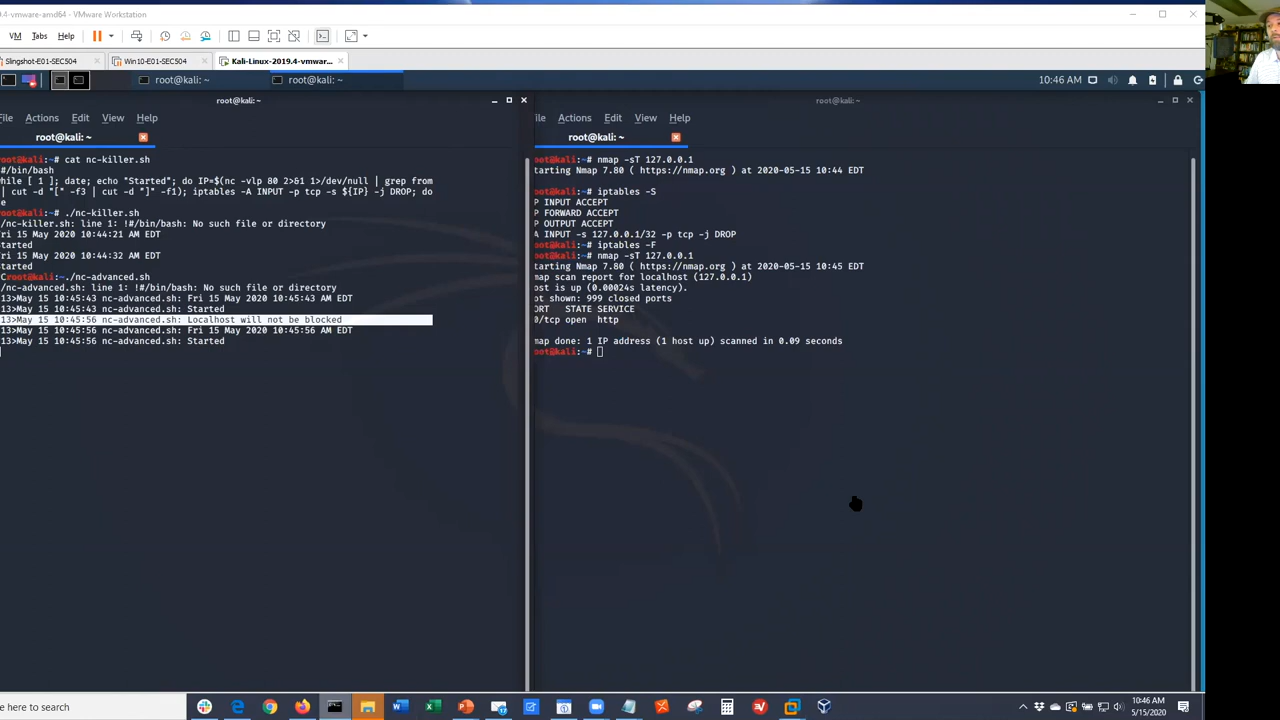 9.4-vmware-amd64 - VMware Workstation
VM Tabs Help
Slingshot-E01-SEC504
Win10-E01-SEC504
Kali-Linux-2019.4-vmwar...
root@kali: ~
root@kali: ~
10:46 AM
root@kali: ~
File Actions Edit View Help
root@kali: ~
root@kali:~# cat nc-killer.sh
#!/bin/bash
while [ 1 ]; date; echo "Started"; do IP=$(nc -vlp 80 2>&1 1>/dev/null | grep from
| cut -d "[" -f3 | cut -d "]" -f1); iptables -A INPUT -p tcp -s ${IP} -j DROP; do
e
root@kali:~# ./nc-killer.sh
./nc-killer.sh: line 1: !#/bin/bash: No such file or directory
Fri 15 May 2020 10:44:21 AM EDT
Started
Fri 15 May 2020 10:44:32 AM EDT
Started
^Croot@kali:~./nc-advanced.sh
./nc-advanced.sh: line 1: !#/bin/bash: No such file or directory
13>May 15 10:45:43 nc-advanced.sh: Fri 15 May 2020 10:45:43 AM EDT
13>May 15 10:45:43 nc-advanced.sh: Started
13>May 15 10:45:56 nc-advanced.sh: Localhost will not be blocked
13>May 15 10:45:56 nc-advanced.sh: Fri 15 May 2020 10:45:56 AM EDT
13>May 15 10:45:56 nc-advanced.sh: Started
root@kali: ~
ile Actions Edit View Help
root@kali: ~
root@kali:~# nmap -sT 127.0.0.1
tarting Nmap 7.80 ( https://nmap.org ) at 2020-05-15 10:44 EDT
root@kali:~# iptables -S
P INPUT ACCEPT
P FORWARD ACCEPT
P OUTPUT ACCEPT
A INPUT -s 127.0.0.1/32 -p tcp -j DROP
root@kali:~# iptables -F
root@kali:~# nmap -sT 127.0.0.1
tarting Nmap 7.80 ( https://nmap.org ) at 2020-05-15 10:45 EDT
map scan report for localhost (127.0.0.1)
ost is up (0.00024s latency).
ot shown: 999 closed ports
ORT STATE SERVICE
0/tcp open http
map done: 1 IP address (1 host up) scanned in 0.09 seconds
root@kali:~#
e here to search
10:46 AM
5/15/2020